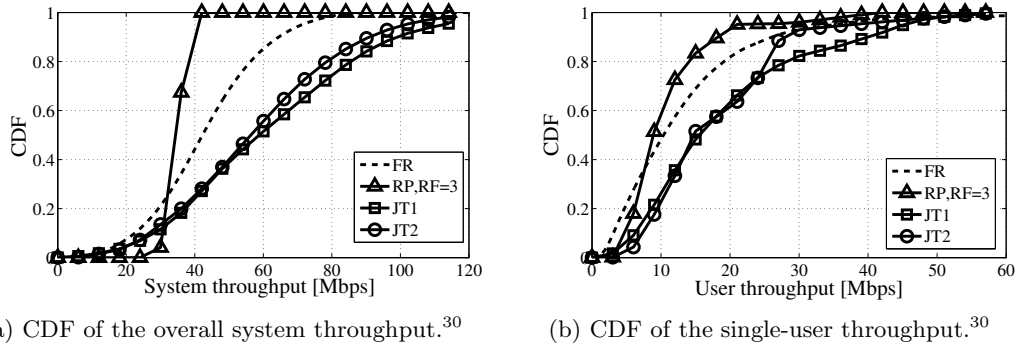 1
0.8
0.6
0.4
0.2
0
CDF
FR
RP,RF=3
JT1
JT2
0 20 40 60 80 100 120
System throughput [Mbps]
a) CDF of the overall system throughput.30
1
0.8
0.6
0.4
0.2
0
CDF
FR
RP,RF=3
JT1
JT2
0 10 20 30 40 50 60
User throughput [Mbps]
(b) CDF of the single-user throughput.30